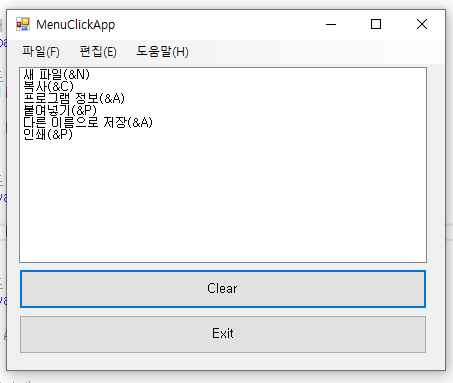 MenuClickApp
파일(F) 편집(E) 도움말(H)
새 파일(&N)
복사(&C)
프로그램 정보(&A)
붙여넣기(&P)
다른 이름으로 저장(&A)
인쇄(&P)
Clear
Exit